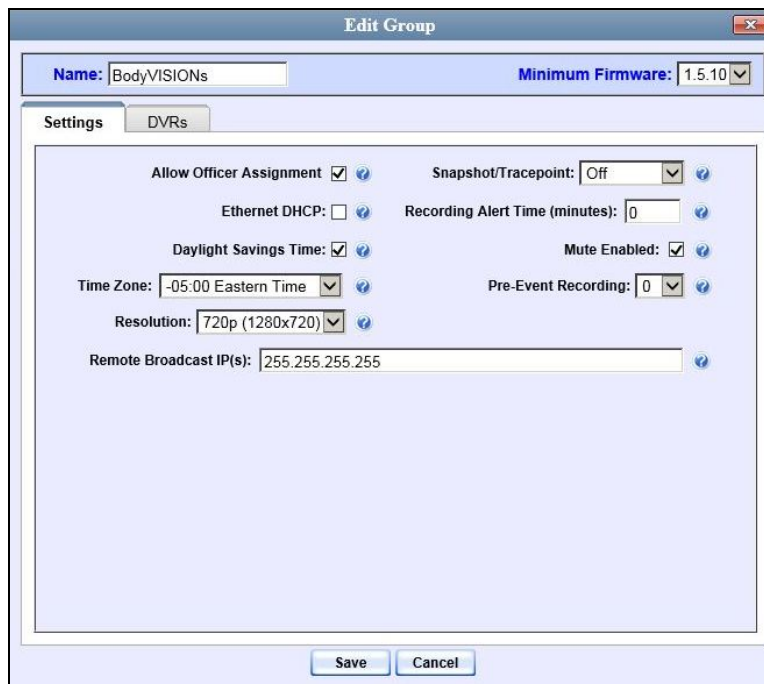 Edit Group
Name: BodyVISIONs Minimum Firmware: 1.5.10
Settings DVRs
Allow Officer Assignment Snapshot/Tracepoint: Off
Ethernet DHCP: Recording Alert Time (minutes): 0
Daylight Savings Time: Mute Enabled:
Time Zone: -05:00 Eastern Time Pre-Event Recording: 0
Resolution: 720p (1280x720)
Remote Broadcast IP(s): 255.255.255.255
Save Cancel